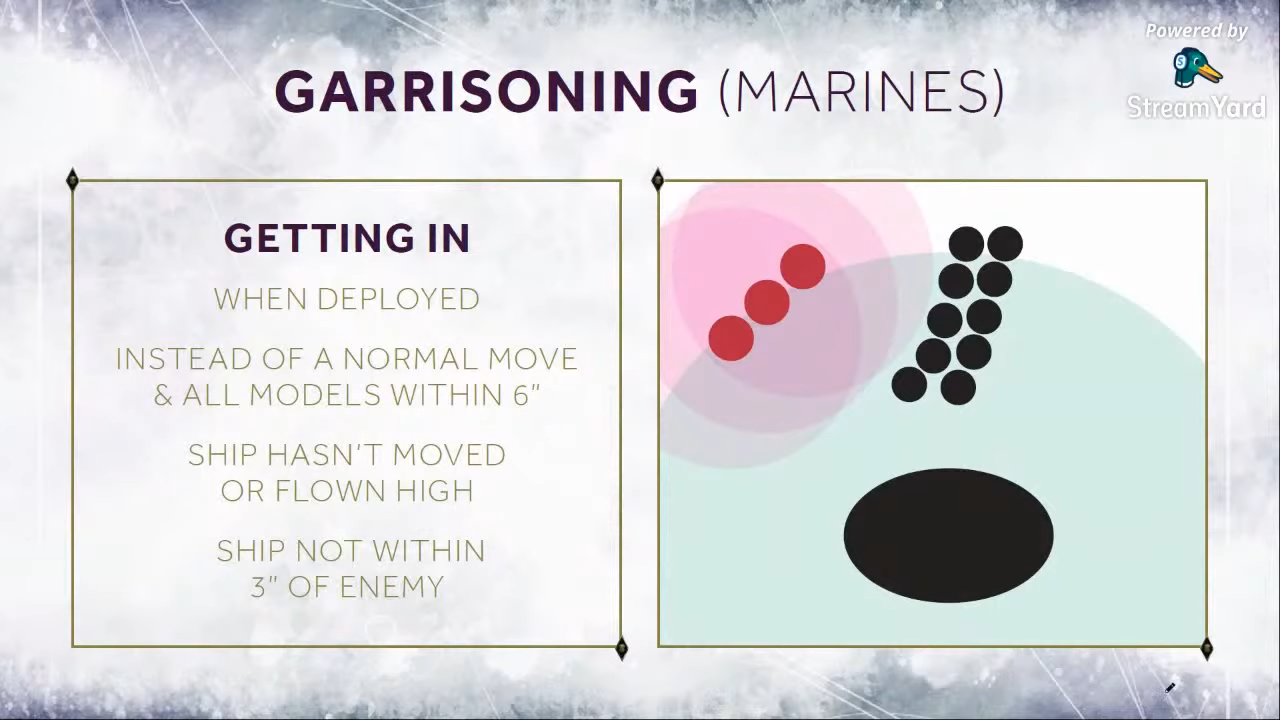 Powered by
StreamYard
GARRISONING (MARINES)
GETTING IN
WHEN DEPLOYED
INSTEAD OF A NORMAL MOVE
& ALL MODELS WITHIN 6"
SHIP HASN'T MOVED
OR FLOWN HIGH
SHIP NOT WITHIN
3" OF ENEMY